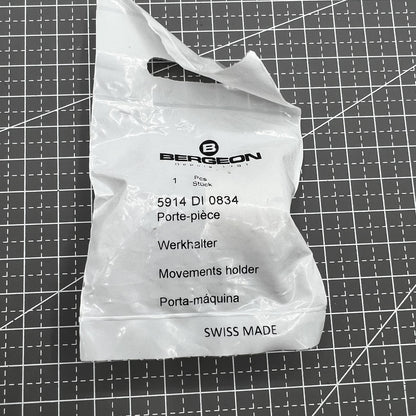 B
BERGEON
1 Pcs
Stück
5914 DI 0834
Porte-pièce
Werkhalter
Movements holder
Porta-máquina
SWISS MADE